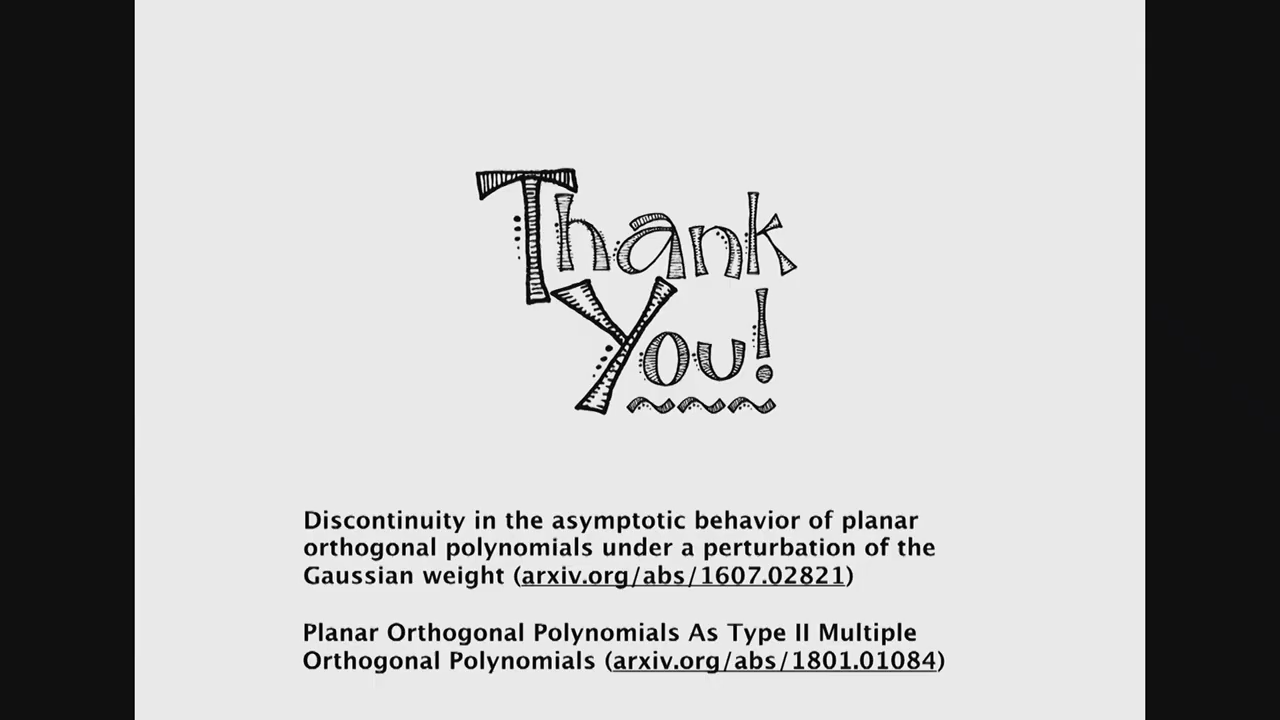 Thank
You!
Discontinuity in the asymptotic behavior of planar
orthogonal polynomials under a perturbation of the
Gaussian weight (arxiv.org/abs/1607.02821)
Planar Orthogonal Polynomials As Type II Multiple
Orthogonal Polynomials (arxiv.org/abs/1801.01084)